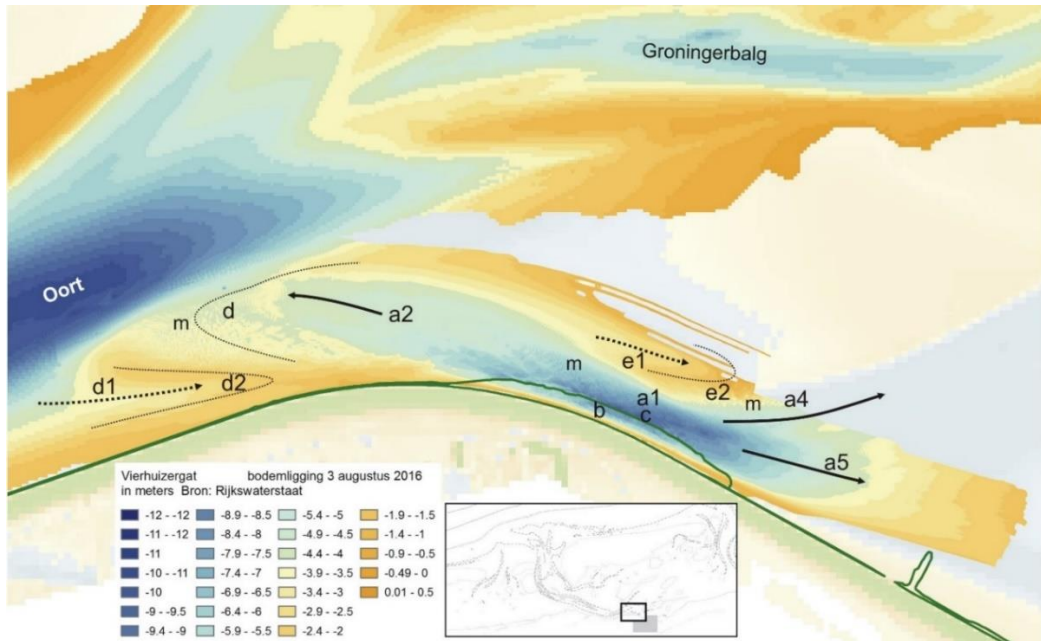 Groningerbalg
Oort
d
m
a2
d1
d2
m
e1
e2
m
a1
b
c
a4
a5
Vierhuizergat bodemligging 3 augustus 2016
in meters Bron: Rijkswaterstaat
-12 - -12 -8.9 - -8.5 -5.4 - -5 -1.9 - -1.5
-11 - -12 -8.4 - -8 -4.9 - -4.5 -1.4 - -1
-11 -7.9 - -7.5 -4.4 - -4 -0.9 - -0.5
-10 - -11 -7.4 - -7 -3.9 - -3.5 -0.49 - 0
-10 -6.9 - -6.5 -3.4 - -3 0.01 - 0.5
-9 - -9.5 -6.4 - -6 -2.9 - -2.5
-9.4 - -9 -5.9 - -5.5 -2.4 - -2